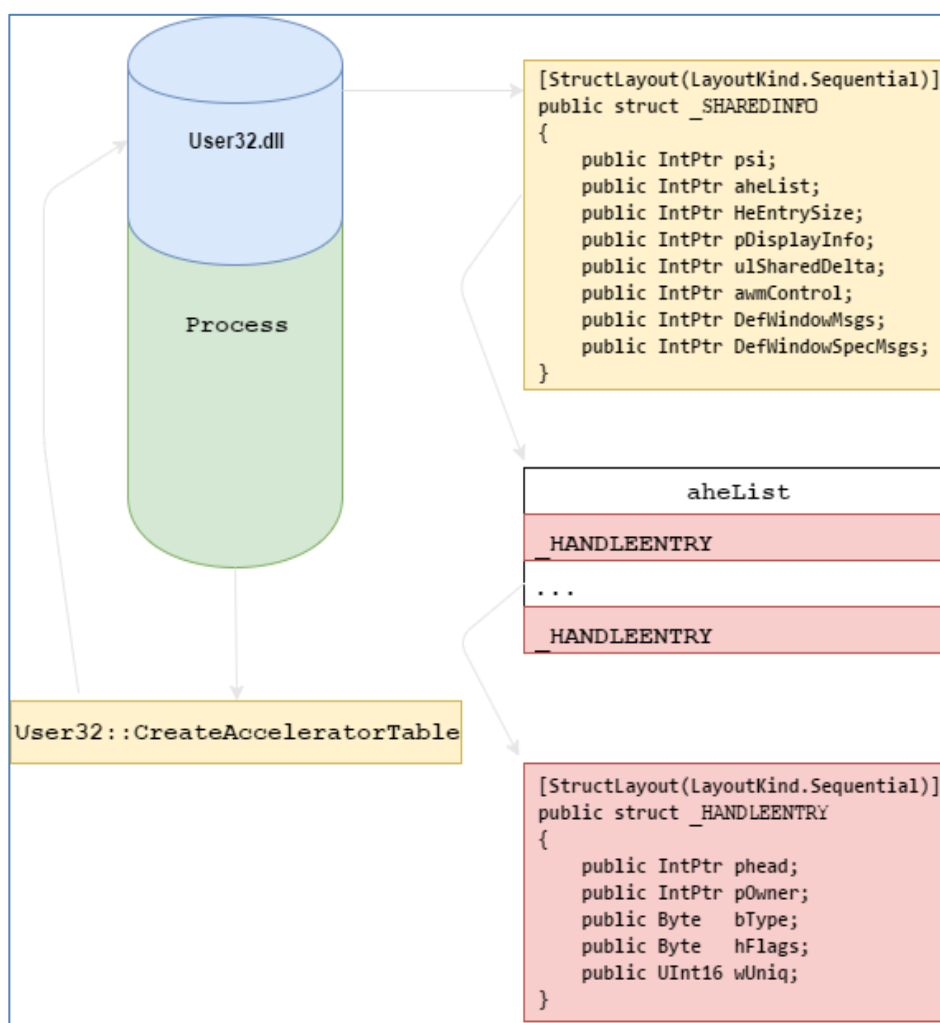 User32.dll
Process
User32::CreateAcceleratorTable
[StructLayout(LayoutKind.Sequential)]
public struct _SHAREDINFO
{
    public IntPtr psi;
    public IntPtr aheList;
    public IntPtr HeEntrySize;
    public IntPtr pDisplayInfo;
    public IntPtr ulSharedDelta;
    public IntPtr awmControl;
    public IntPtr DefWindowMsgs;
    public IntPtr DefWindowSpecMsgs;
}
aheList
_HANDLEENTRY
...
_HANDLEENTRY
[StructLayout(LayoutKind.Sequential)]
public struct _HANDLEENTRY
{
    public IntPtr phead;
    public IntPtr pOwner;
    public Byte   bType;
    public Byte   hFlags;
    public UInt16 wUniq;
}